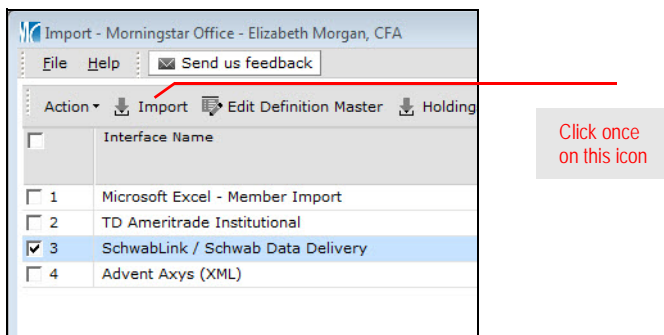 Import - Morningstar Office - Elizabeth Morgan, CFA
File Help Send us feedback
Action Import Edit Definition Master Holding
Interface Name
1 Microsoft Excel - Member Import
2 TD Ameritrade Institutional
3 SchwabLink / Schwab Data Delivery
4 Advent Axys (XML)
Click once
on this icon